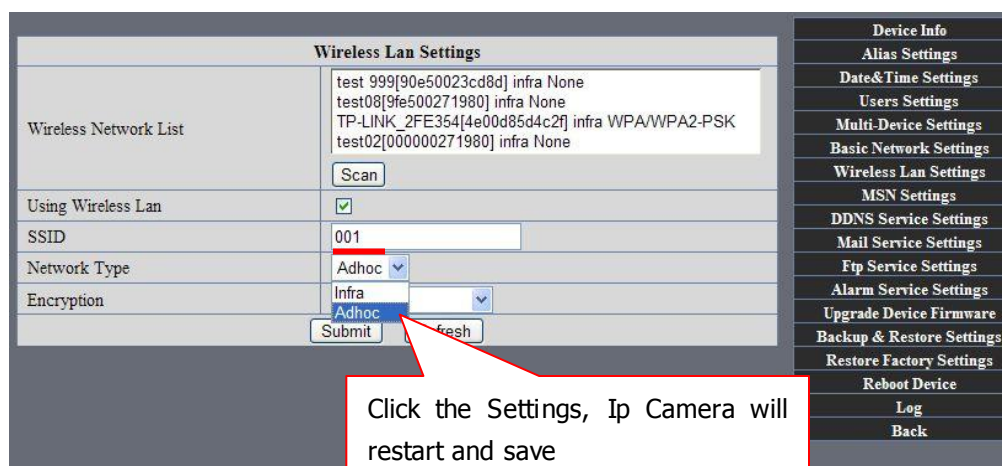 Wireless Lan Settings
Wireless Network List
test 999[90e50023cd8d] infra None
test08[9fe500271980] infra None
TP-LINK_2FE354[4e00d85d4c2f] infra WPA/WPA2-PSK
test02[000000271980] infra None
Scan
Using Wireless Lan
SSID
001
Network Type
Adhoc
Infra
Adhoc
Encryption
Submit
fresh
Click the Settings, Ip Camera will
restart and save
Device Info
Alias Settings
Date&Time Settings
Users Settings
Multi-Device Settings
Basic Network Settings
Wireless Lan Settings
MSN Settings
DDNS Service Settings
Mail Service Settings
Ftp Service Settings
Alarm Service Settings
Upgrade Device Firmware
Backup & Restore Settings
Restore Factory Settings
Reboot Device
Log
Back